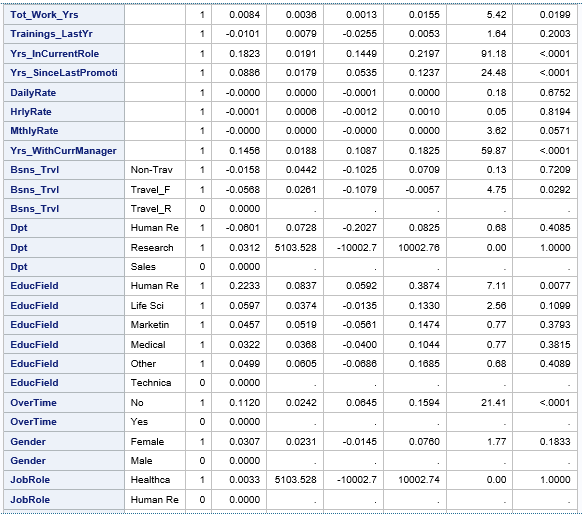 Tot_Work_Yrs 1 0.0084 0.0036 0.0013 0.0155 5.42 0.0199
Trainings_LastYr 1 -0.0101 0.0079 -0.0255 0.0053 1.64 0.2003
Yrs_InCurrentRole 1 0.1823 0.0191 0.1449 0.2197 91.18 <.0001
Yrs_SinceLastPromoti 1 0.0886 0.0179 0.0535 0.1237 24.48 <.0001
DailyRate 1 -0.0000 0.0000 -0.0001 0.0000 0.18 0.6752
HrlyRate 1 -0.0001 0.0006 -0.0012 0.0010 0.05 0.8194
MthlyRate 1 -0.0000 0.0000 -0.0000 0.0000 3.62 0.0571
Yrs_WithCurrManager 1 0.1456 0.0188 0.1087 0.1825 59.87 <.0001
Bsns_Trvl Non-Trav 1 -0.0158 0.0442 -0.1025 0.0709 0.13 0.7209
Bsns_Trvl Travel_F 1 -0.0568 0.0261 -0.1079 -0.0057 4.75 0.0292
Bsns_Trvl Travel_R 0 0.0000 . . . . .
Dpt Human Re 1 -0.0601 0.0728 -0.2027 0.0825 0.68 0.4085
Dpt Research 1 0.0312 5103.528 -10002.7 10002.76 0.00 1.0000
Dpt Sales 0 0.0000 . . . . .
EducField Human Re 1 0.2233 0.0837 0.0592 0.3874 7.11 0.0077
EducField Life Sci 1 0.0597 0.0374 -0.0135 0.1330 2.56 0.1099
EducField Marketin 1 0.0457 0.0519 -0.0561 0.1474 0.77 0.3793
EducField Medical 1 0.0322 0.0368 -0.0400 0.1044 0.77 0.3815
EducField Other 1 0.0499 0.0605 -0.0686 0.1685 0.68 0.4089
EducField Technica 0 0.0000 . . . . .
OverTime No 1 0.1120 0.0242 0.0645 0.1594 21.41 <.0001
OverTime Yes 0 0.0000 . . . . .
Gender Female 1 0.0307 0.0231 -0.0145 0.0760 1.77 0.1833
Gender Male 0 0.0000 . . . . .
JobRole Healthca 1 0.0033 5103.528 -10002.7 10002.74 0.00 1.0000
JobRole Human Re 0 0.0000 . . . . .